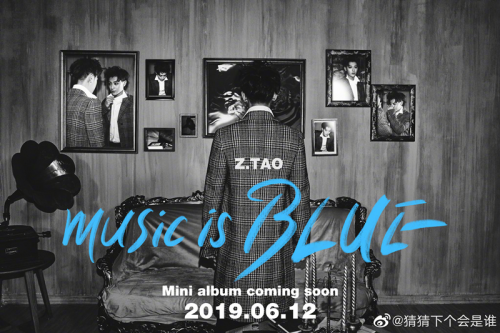 Z.TAO
music is BLUE
Mini album coming soon
2019.06.12
@猜猜下个会是谁